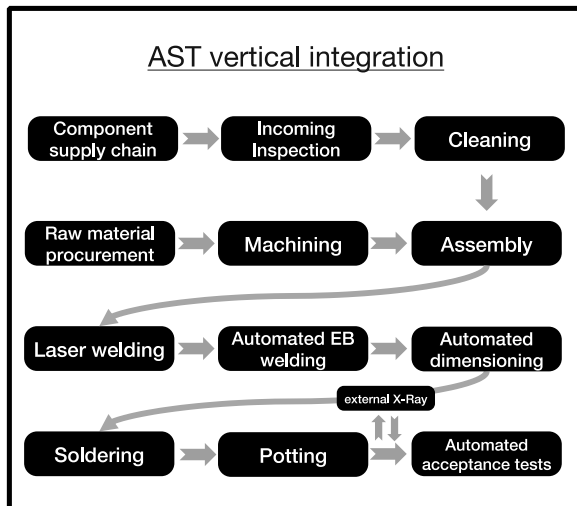 AST vertical integration
Component
supply chain
Incoming
Inspection
Cleaning
Raw material
procurement
Machining
Assembly
Laser welding
Automated EB
welding
Automated
dimensioning
external X-Ray
Soldering
Potting
Automated
acceptance tests